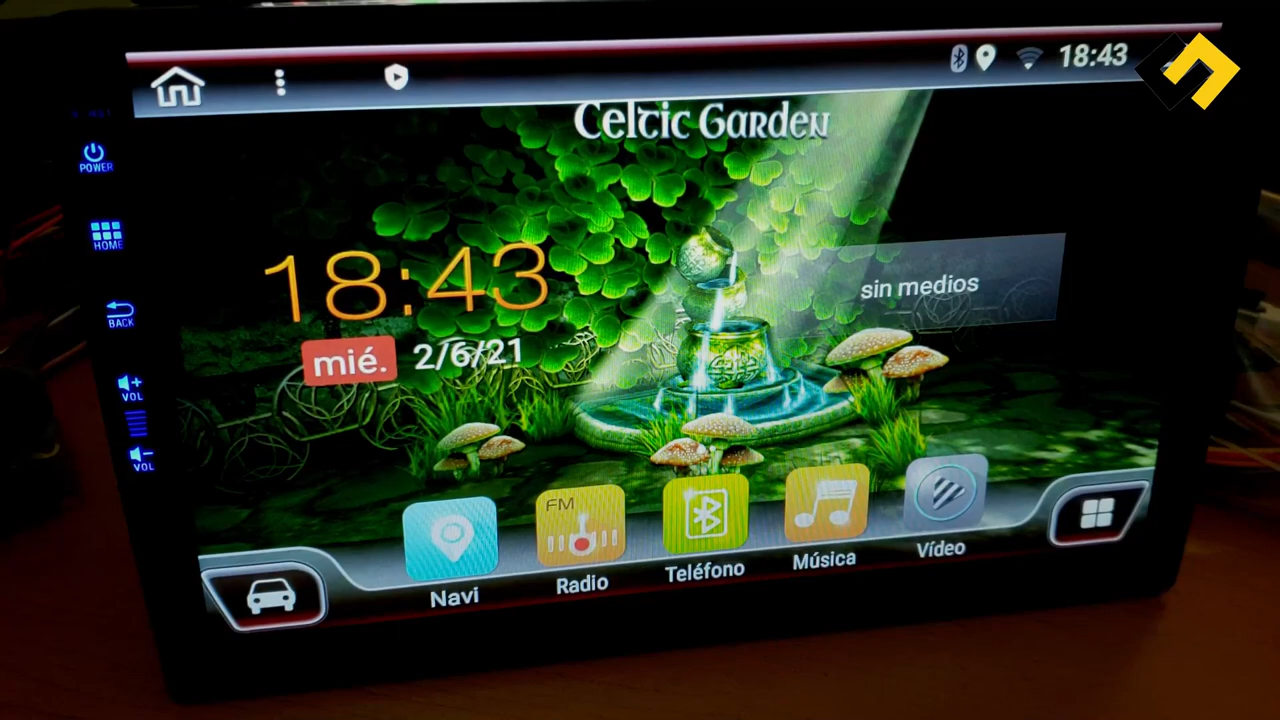 18:43
Celtic Garden
POWER
HOME
BACK
VOL
VOL
18:43
mié. 2/6/21
sin medios
FM
Navi
Radio
Teléfono
Música
Vídeo